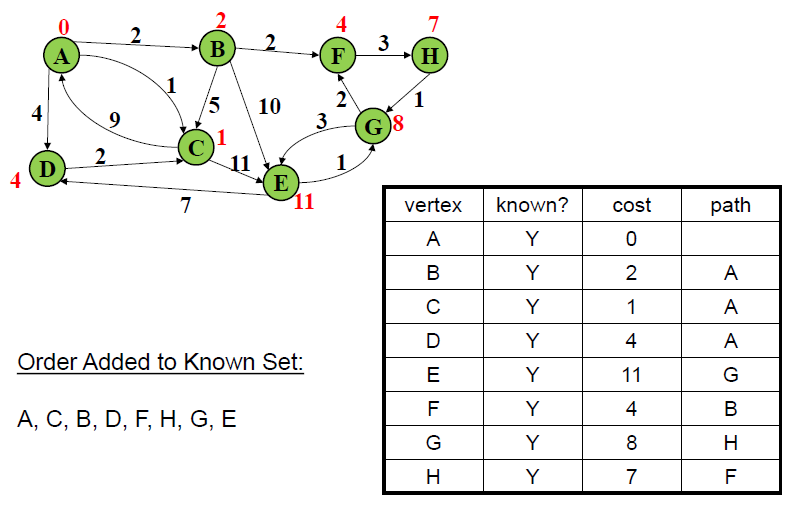 0 2 4 7
A 2 B 2 F 3 H
1
4 9 5 10 2 1
C 1 3 G 8
D 2 11 1
4 E
7 11
vertex known? cost path
A Y 0
B Y 2 A
C Y 1 A
D Y 4 A
E Y 11 G
F Y 4 B
G Y 8 H
H Y 7 F
Order Added to Known Set:
A, C, B, D, F, H, G, E